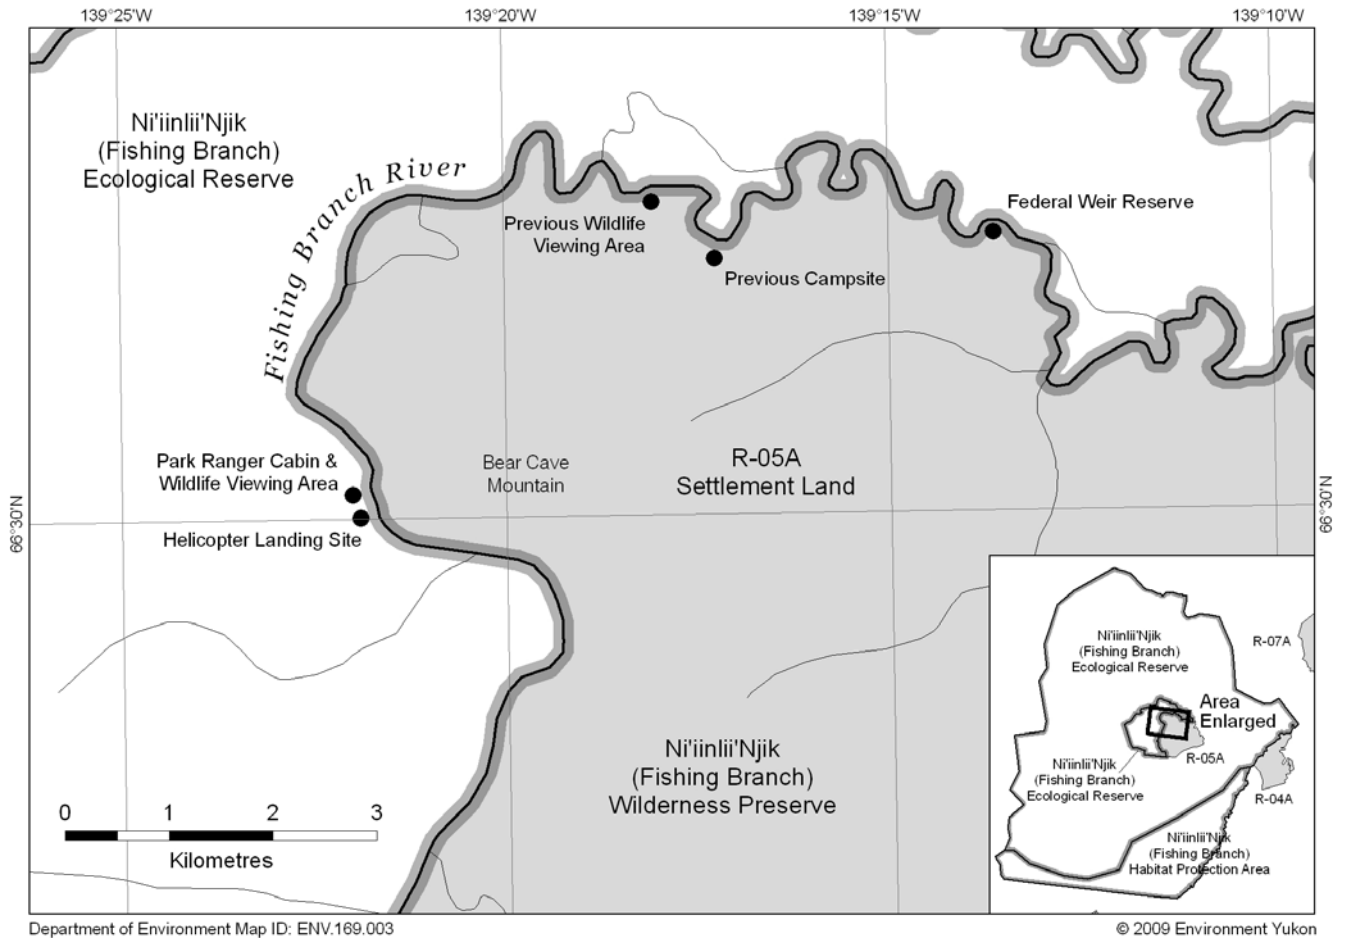 139°25'W
139°20'W
139°15'W
139°10'W
Ni'iinlii'Njik
(Fishing Branch)
Ecological Reserve
Fishing Branch River
Previous Wildlife
Viewing Area
Previous Campsite
Federal Weir Reserve
Park Ranger Cabin &
Wildlife Viewing Area
Helicopter Landing Site
Bear Cave
Mountain
R-05A
Settlement Land
66°30'N
66°30'N
Ni'iinlii'Njik
(Fishing Branch)
Wilderness Preserve
0 1 2 3
Kilometres
Ni'iinlii'Njik
(Fishing Branch)
Ecological Reserve
R-07A
Area
Enlarged
R-05A
Ni'iinlii'Njik
(Fishing Branch)
Ecological Reserve
R-04A
Ni'iinlii'Njik
(Fishing Branch)
Habitat Protection Area
Department of Environment Map ID: ENV.169.003
© 2009 Environment Yukon